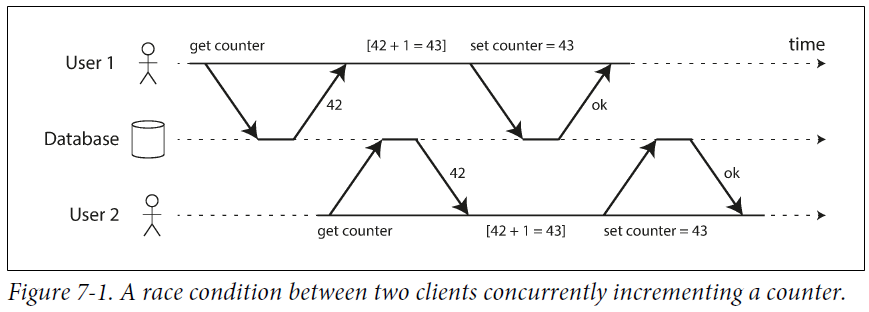 get counter [42 + 1 = 43] set counter = 43 time
User 1
42 ok
Database
42 ok
User 2
get counter [42 + 1 = 43] set counter = 43
Figure 7-1. A race condition between two clients concurrently incrementing a counter.